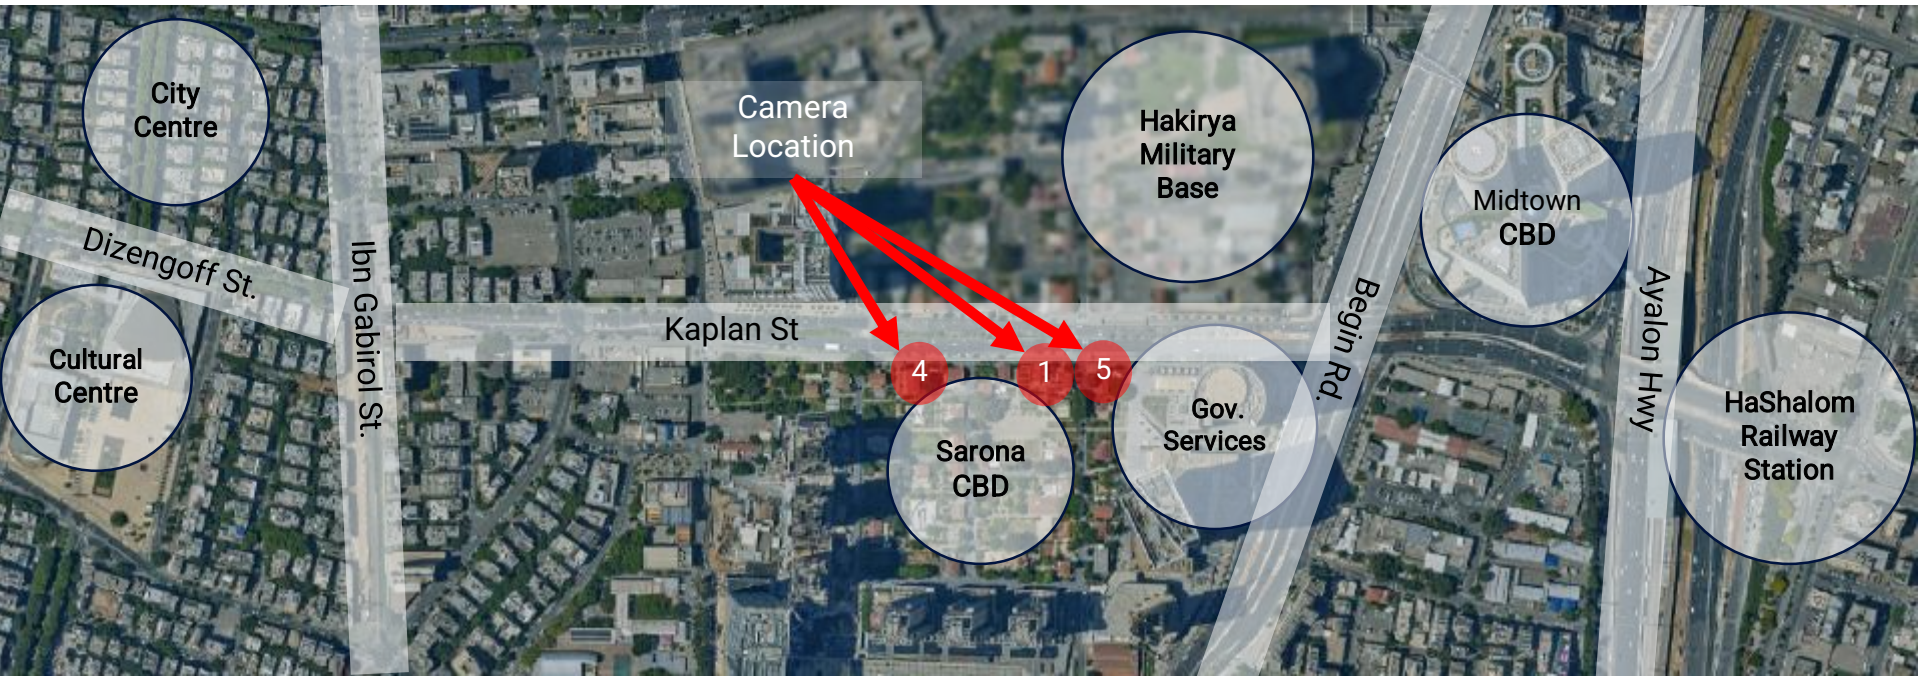 City
Centre
Camera
Location
Hakirya
Military
Base
Midtown
CBD
Dizengoff St.
Ibn Gabirol St.
Kaplan St
Begin Rd.
Ayalon Hwy
Cultural
Centre
4
1
5
Sarona
CBD
Gov.
Services
HaShalom
Railway
Station